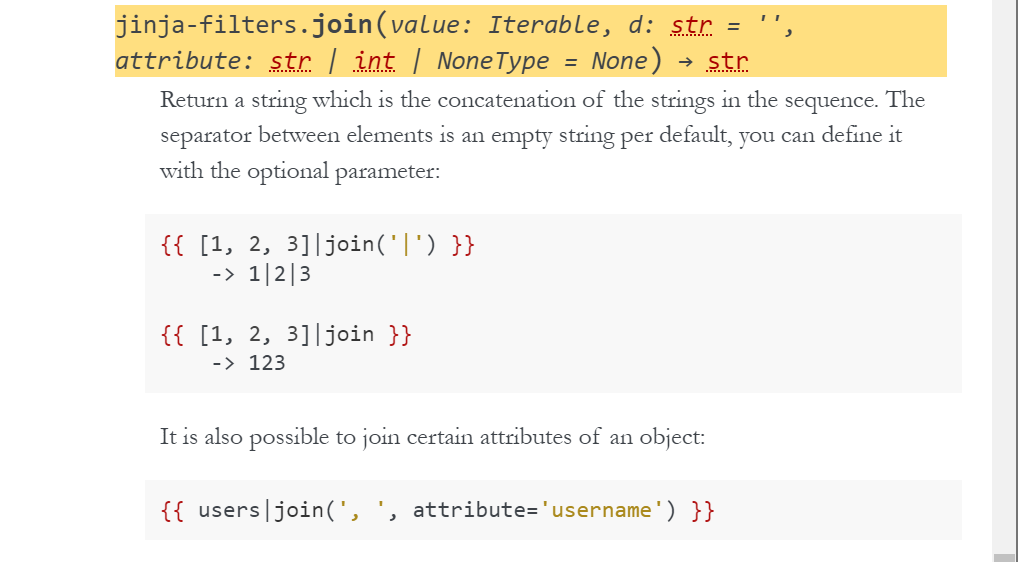 jinja-filters.join(value: Iterable, d: str = '',
attribute: str | int | NoneType = None) → str
Return a string which is the concatenation of the strings in the sequence. The
separator between elements is an empty string per default, you can define it
with the optional parameter:
{{ [1, 2, 3]|join('|') }}
    -> 1|2|3
{{ [1, 2, 3]|join }}
    -> 123
It is also possible to join certain attributes of an object:
{{ users|join(', ', attribute='username') }}